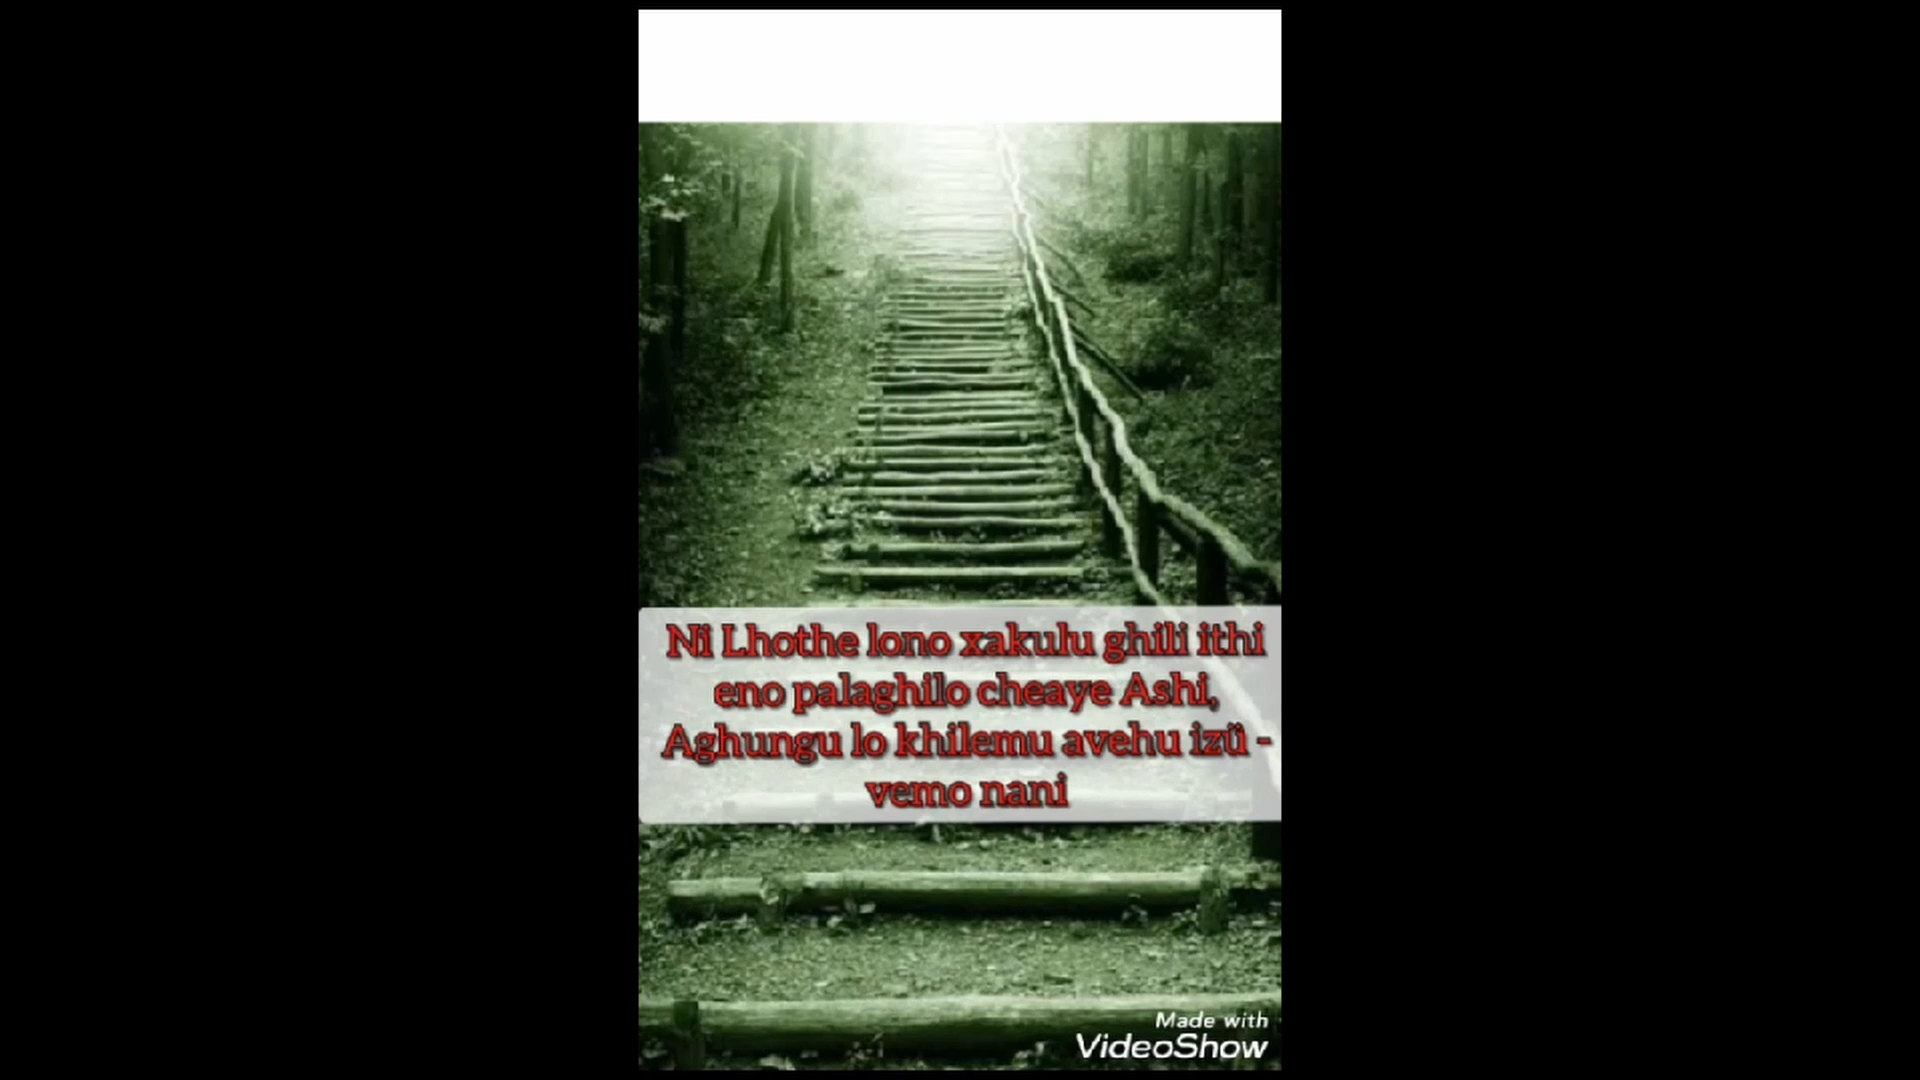 Ni Lhothe lono xakulu ghili ithi
eno palaghilo cheaye Ashi,
Aghungu lo khilemu avehu izü -
vemo nani
Made with
VideoShow